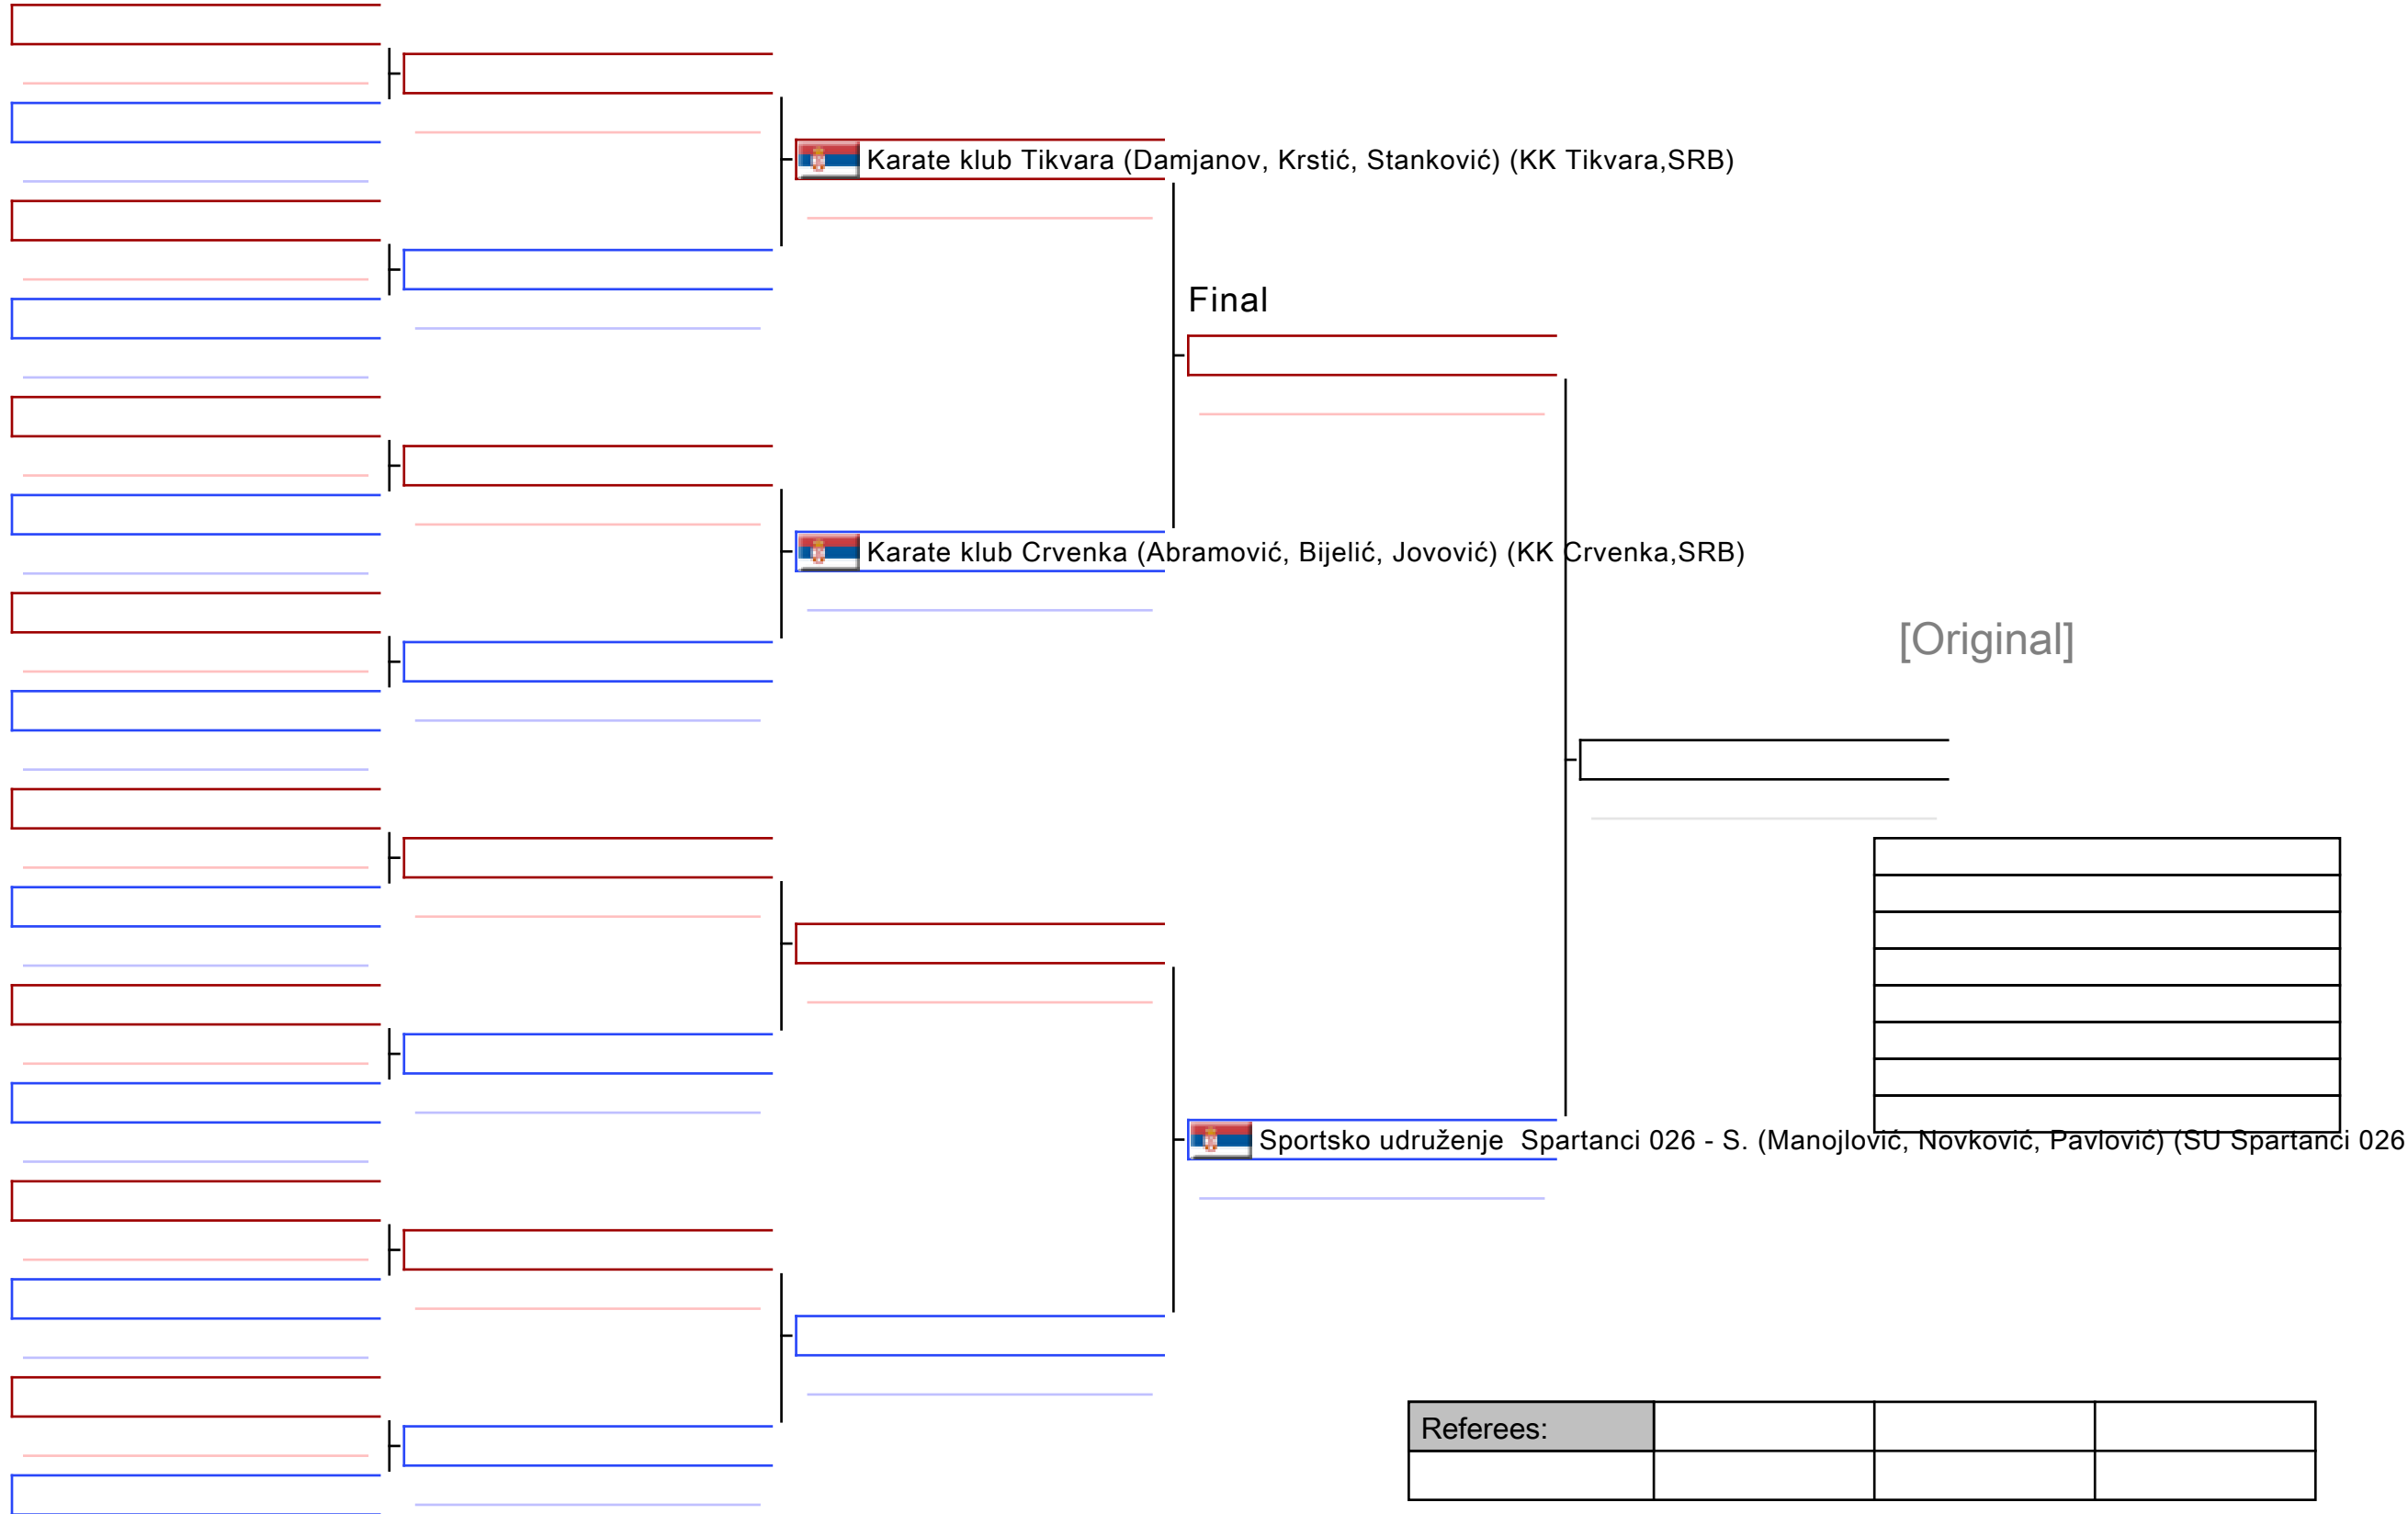 Karate klub Tikvara (Damjanov, Krstić, Stanković) (KK Tikvara,SRB)
Final
Karate klub Crvenka (Abramović, Bijelić, Jovović) (KK Crvenka,SRB)
[Original]
Sportsko udruženje Spartanci 026 - S. (Manojlović, Novković, Pavlović) (SU Spartanci 026
Referees: